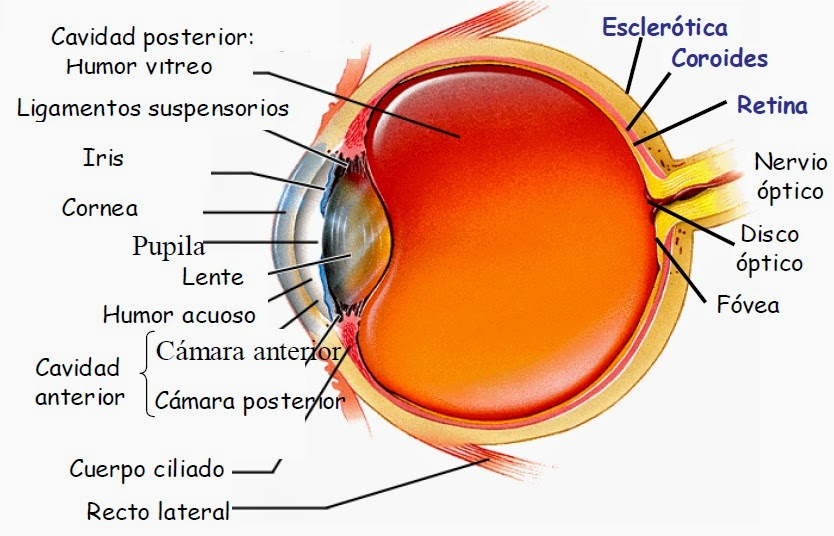 Cavidad posterior:
Humor vitreo
Ligamentos suspensorios
Iris
Cornea
Pupila
Lente
Humor acuoso
Cavidad
anterior
Cámara anterior
Cámara posterior
Cuerpo ciliado
Recto lateral
Esclerótica
Coroides
Retina
Nervio
óptico
Disco
óptico
Fóvea